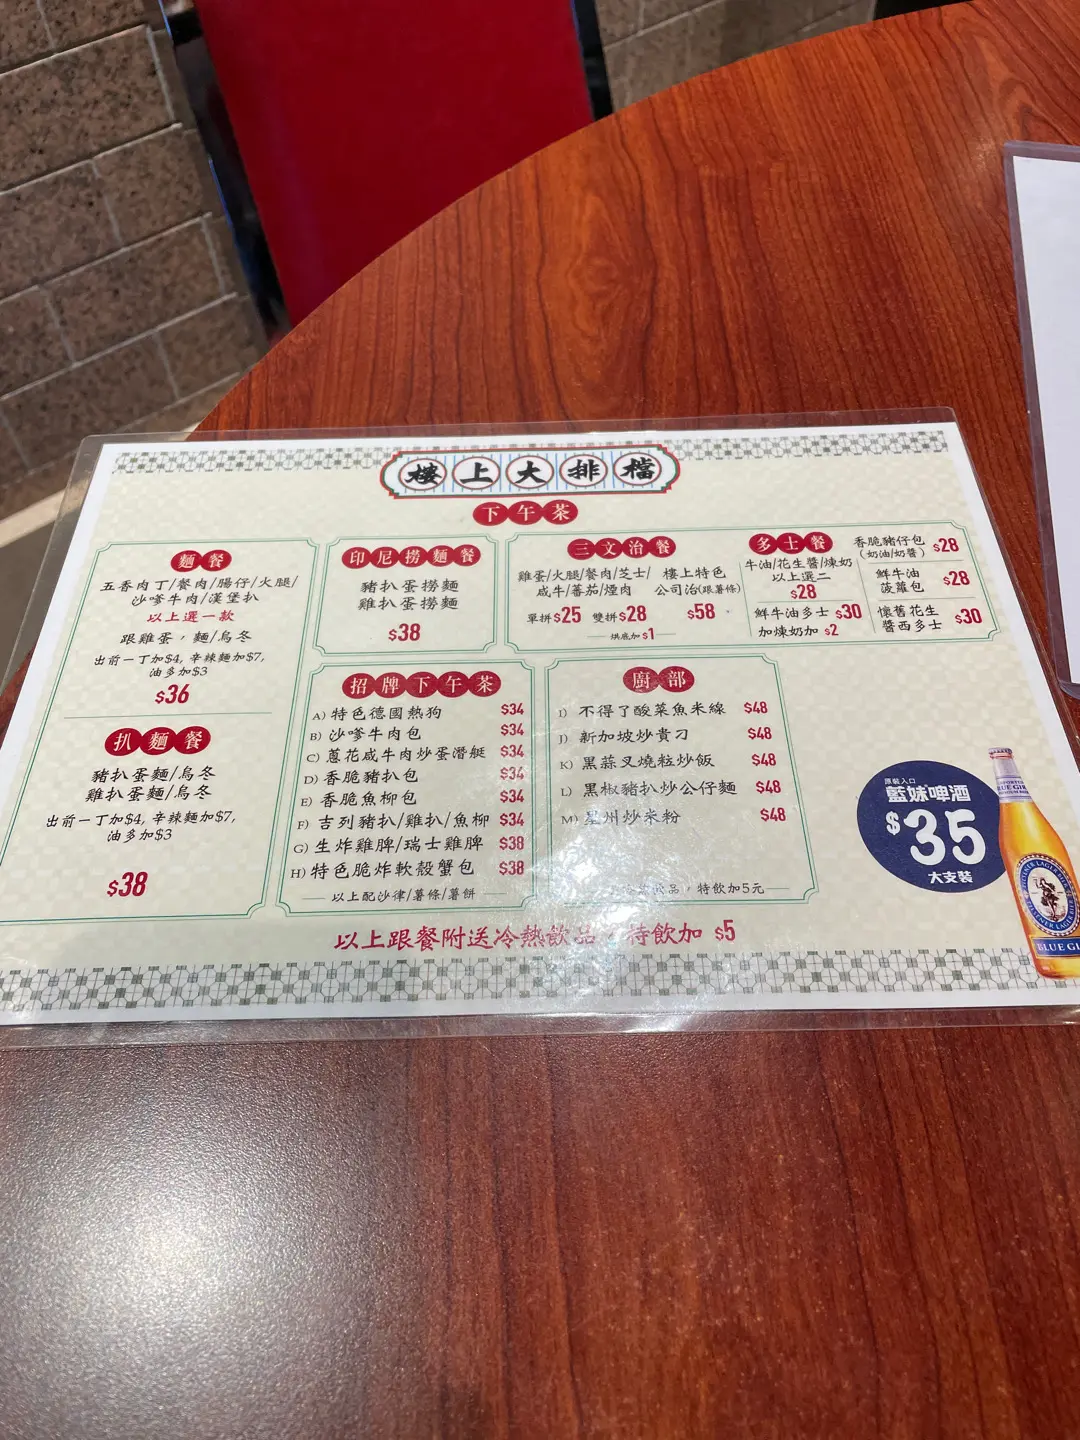 樓上大排檔
下午茶
麵餐
五香肉丁/餐肉/腸仔/火腿/
沙嗲牛肉/漢堡扒
以上選一款
跟雞蛋，麵/烏冬
出前一丁加$4, 辛辣麵加$7,
油多加$3
$36
扒麵餐
豬扒蛋麵/烏冬
雞扒蛋麵/烏冬
出前一丁加$4, 辛辣麵加$7,
油多加$3
$38
印尼撈麵餐
豬扒蛋撈麵
雞扒蛋撈麵
$38
三文治餐
雞蛋/火腿/餐肉/芝士/
咸牛/蕃茄/煙肉
單拼$25 雙拼$28
烘底加$1
樓上特色
公司治(跟薯條)
$58
多士餐
牛油/花生醬/煉奶
以上選二
$28
鮮牛油多士 $30
加煉奶加 $2
香脆豬仔包 $28
(奶油/奶醬)
鮮牛油
菠蘿包 $28
懷舊花生
醬西多士 $30
招牌下午茶
A) 特色德國熱狗 $34
B) 沙嗲牛肉包 $34
C) 蔥花咸牛肉炒蛋潛艇 $34
D) 香脆豬扒包 $34
E) 香脆魚柳包 $34
F) 吉列豬扒/雞扒/魚柳 $34
G) 生炸雞脾/瑞士雞脾 $38
H) 特色脆炸軟殼蟹包 $38
以上配沙律/薯條/薯餅
廚部
I) 不得了酸菜魚米線 $48
J) 新加坡炒貴刁 $48
K) 黑蒜叉燒粒炒飯 $48
L) 黑椒豬扒炒公仔麵 $48
M) 星州炒米粉 $48
品，特飲加5元
以上跟餐附送冷熱飲品，特飲加 $5
原裝入口
藍妹啤酒
$35
大支裝
BLUE GIRL
PILSENER LAGER BEER
BLUE GI